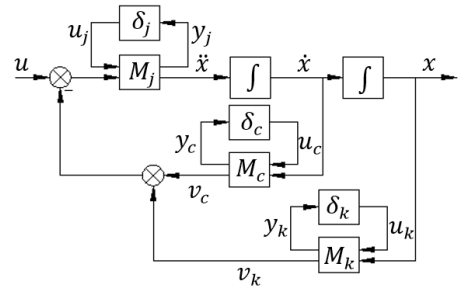 u_j δ_j y_j
u − M_j ẍ ∫ ẋ ∫ x
y_c δ_c u_c
v_c M_c
y_k δ_k u_k
v_k M_k